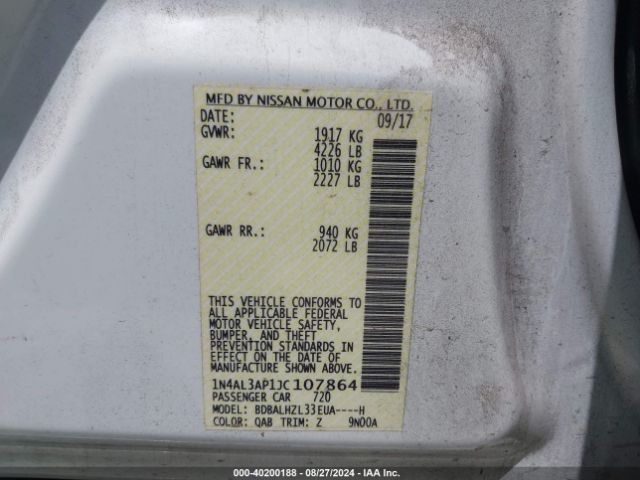 MFD BY NISSAN MOTOR CO., LTD.
DATE: 09/17
GVWR: 1917 KG
4226 LB
GAWR FR.: 1010 KG
2227 LB
GAWR RR.: 940 KG
2072 LB
THIS VEHICLE CONFORMS TO
ALL APPLICABLE FEDERAL
MOTOR VEHICLE SAFETY,
BUMPER, AND THEFT
PREVENTION STANDARDS IN
EFFECT ON THE DATE OF
MANUFACTURE SHOWN ABOVE.
1N4AL3AP1JC107864
PASSENGER CAR 720
MODEL: BDBALHZL33EUA----H
COLOR: QAB TRIM: Z 9N00A
000-40200188 - 08/27/2024 - IAA Inc.